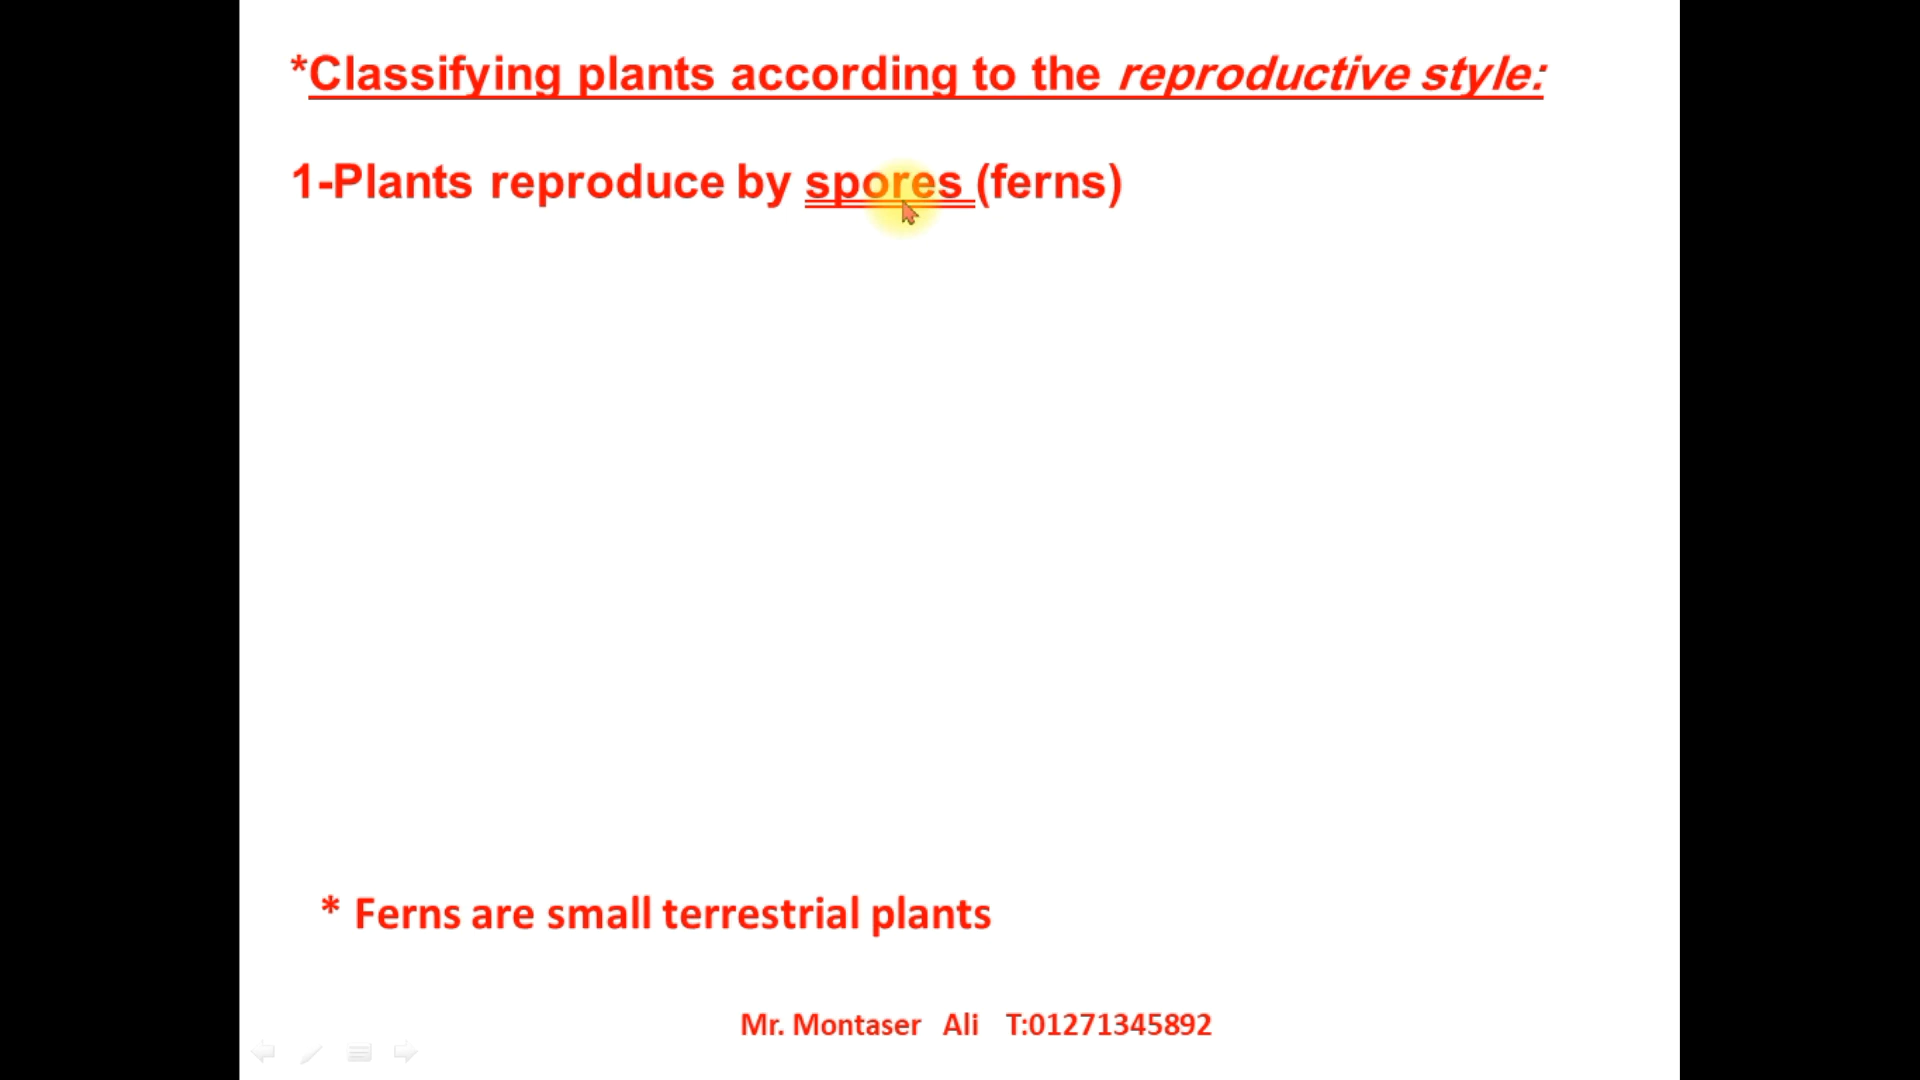 *Classifying plants according to the reproductive style:
1-Plants reproduce by spores (ferns)
* Ferns are small terrestrial plants
Mr. Montaser Ali T:01271345892